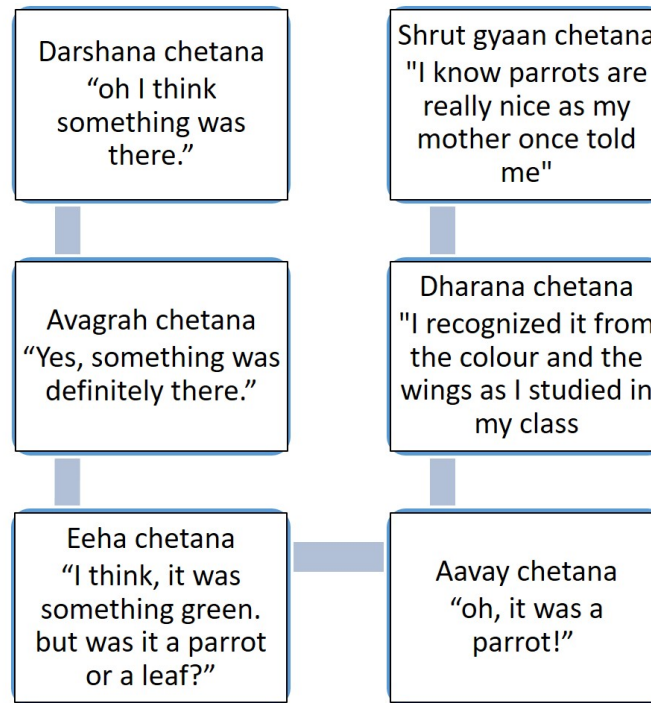 Darshana chetana
“oh I think
something was
there.”
Avagrah chetana
“Yes, something was
definitely there.”
Eeha chetana
“I think, it was
something green.
but was it a parrot
or a leaf?”
Aavay chetana
“oh, it was a
parrot!”
Dharana chetana
"I recognized it from
the colour and the
wings as I studied in
my class
Shrut gyaan chetana
"I know parrots are
really nice as my
mother once told
me"